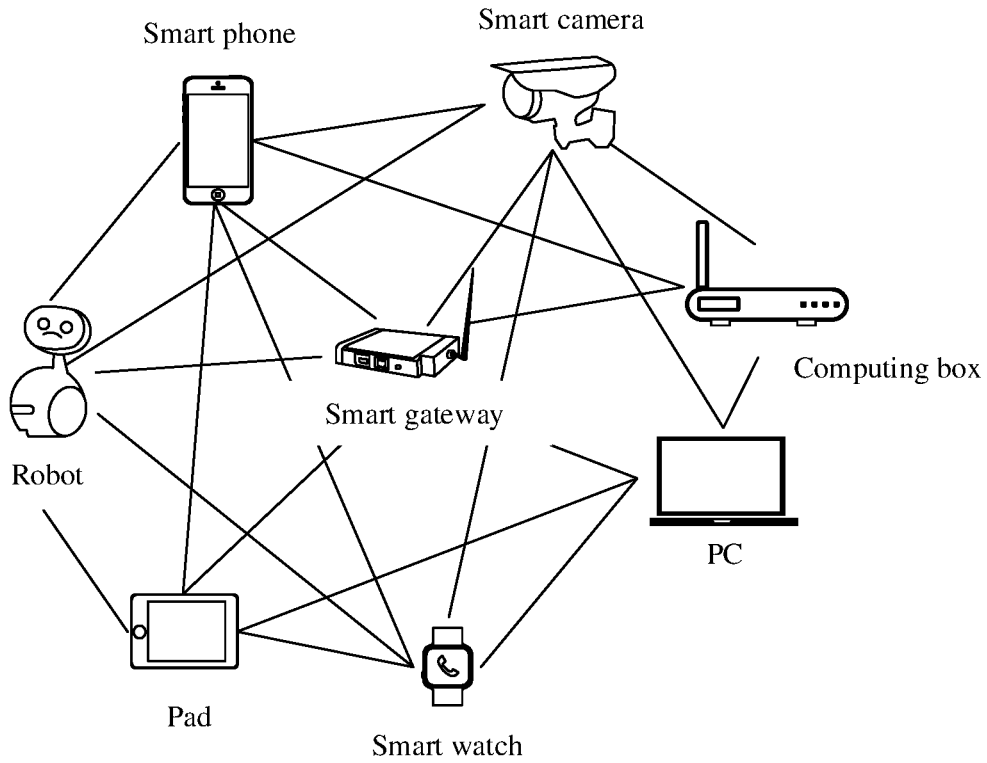 Smart camera
Smart phone
Computing box
Smart gateway
Robot
PC
Pad
Smart watch